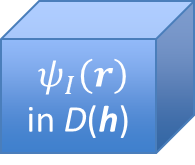 ψ_I(r)
in D(h)